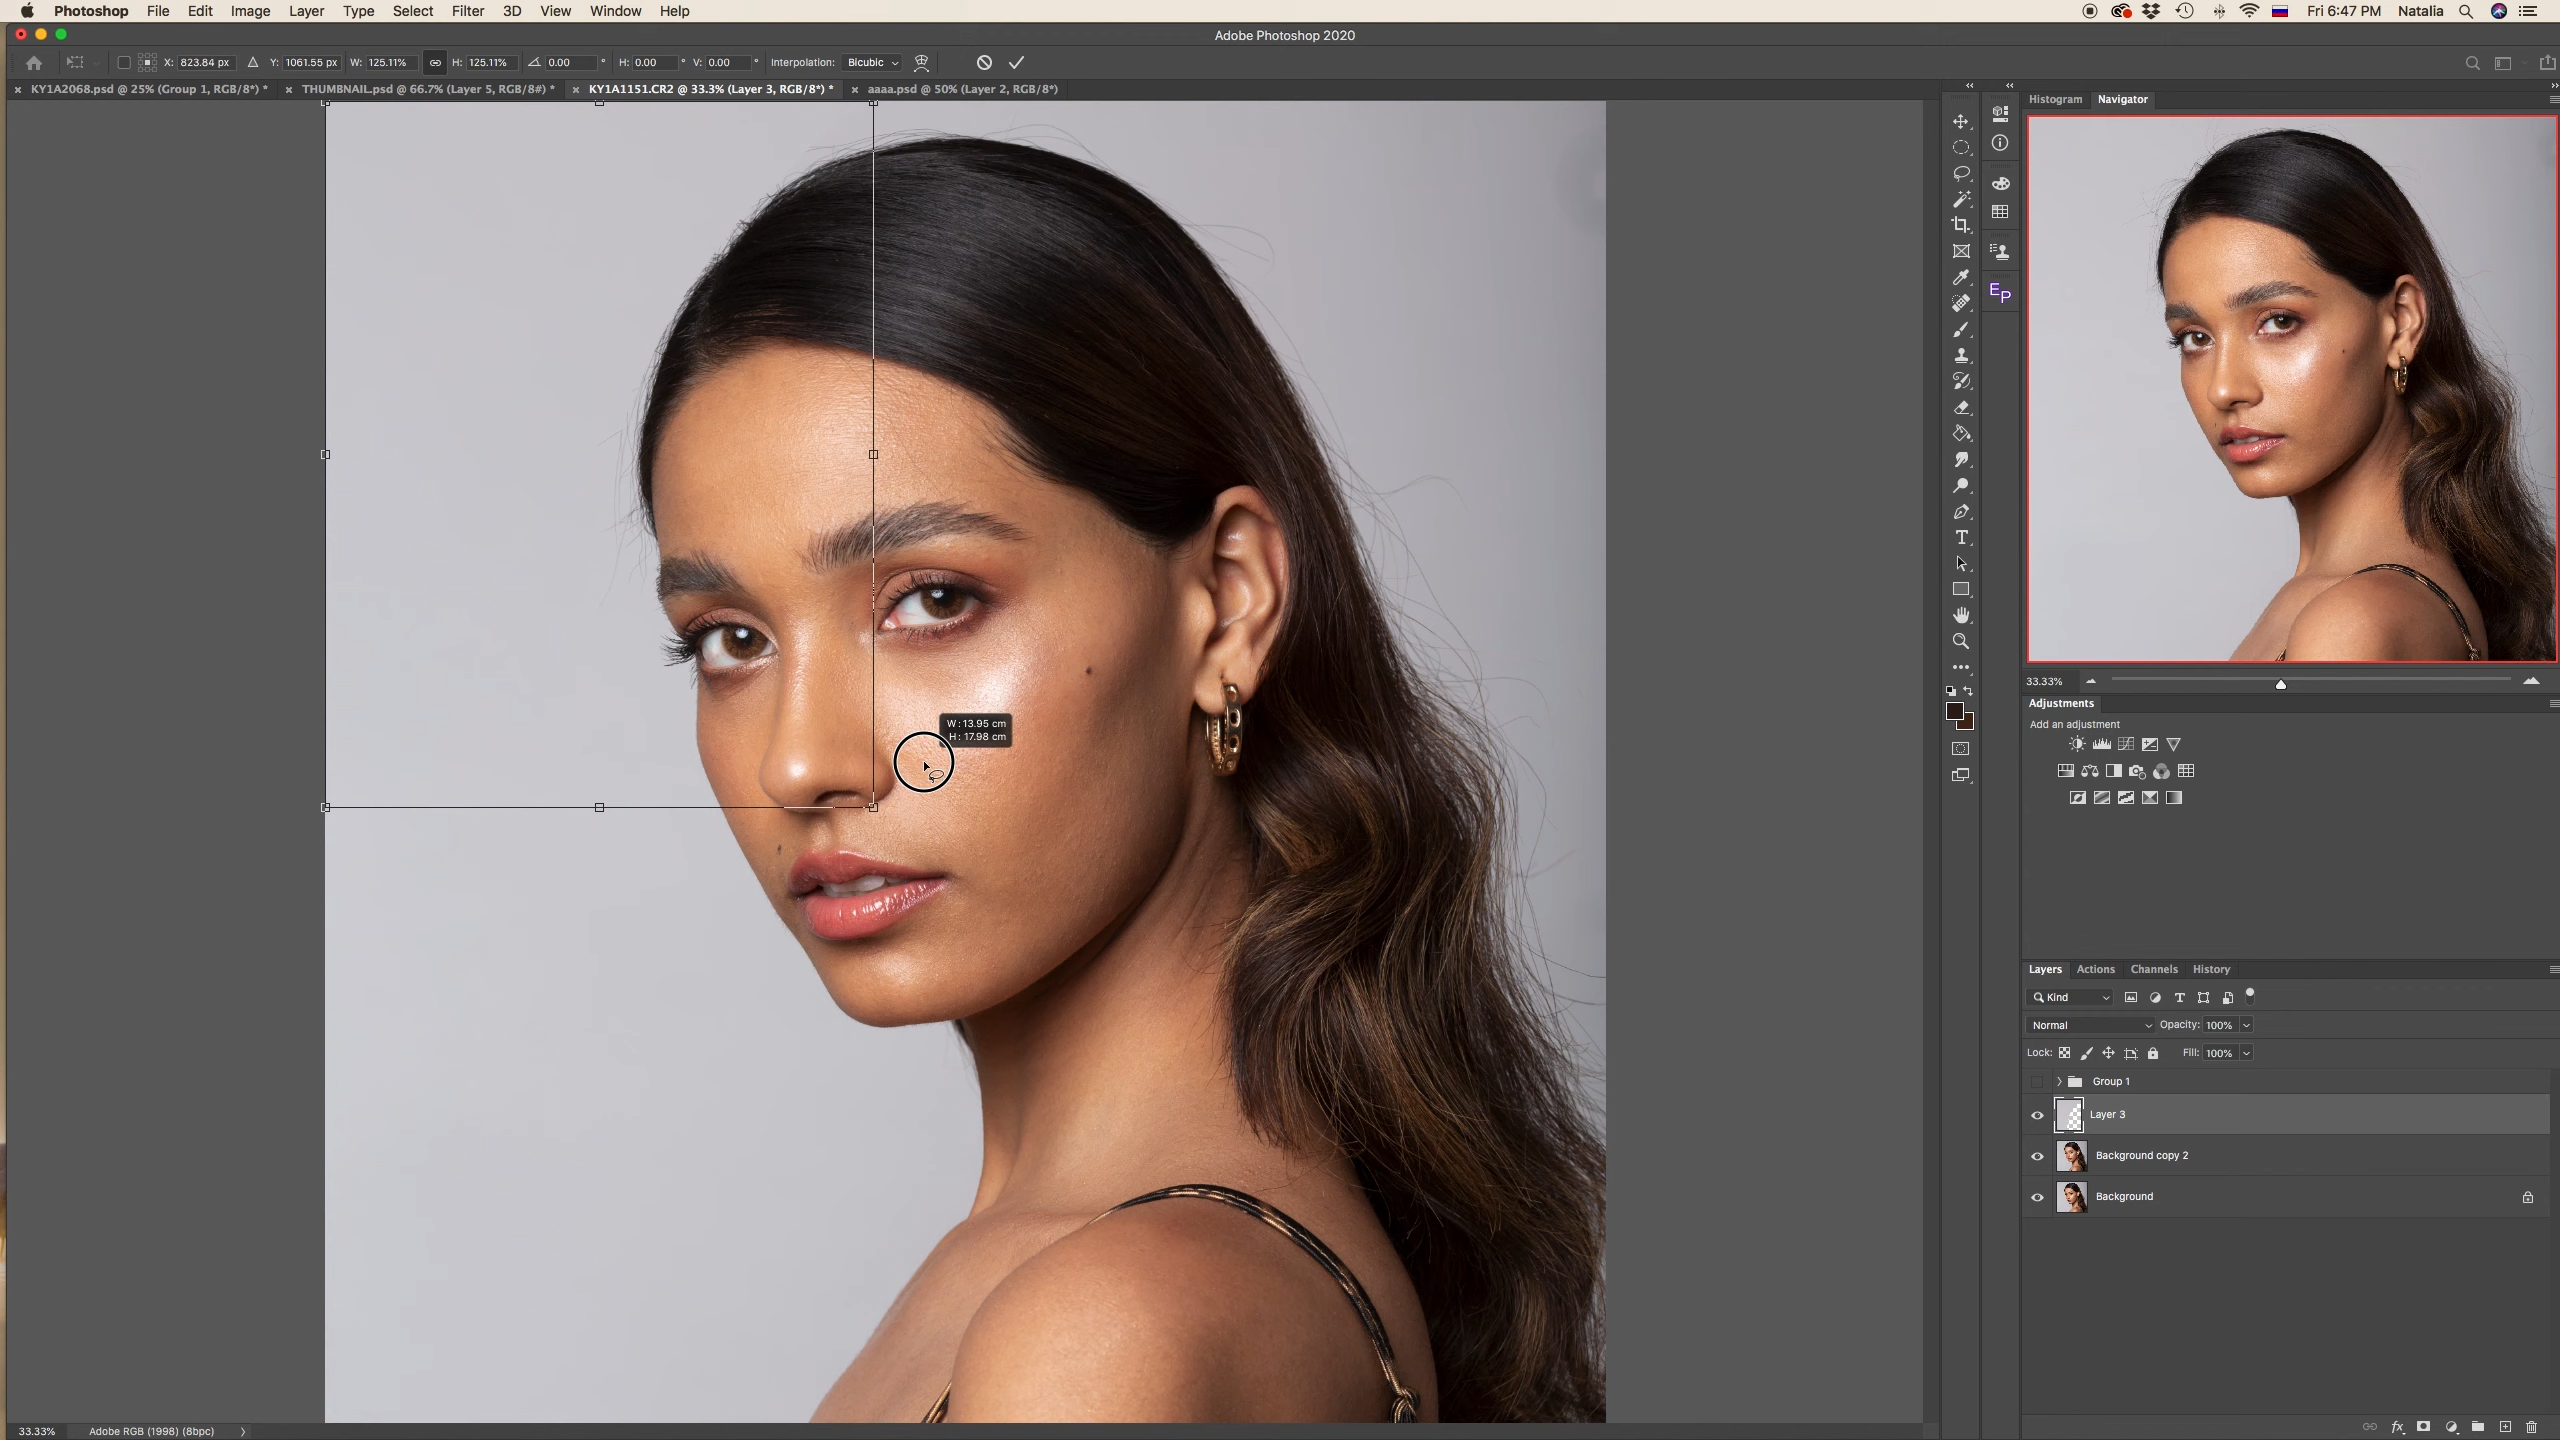 Photoshop File Edit Image Layer Type Select Filter 3D View Window Help Fri 6:47 PM Natalia
Adobe Photoshop 2020
X: 823.84 px Y: 1061.55 px W: 125.11% H: 125.11% 0.00 ° H: 0.00 ° V: 0.00 ° Interpolation: Bicubic
KY1A2068.psd @ 25% (Group 1, RGB/8*) * THUMBNAIL.psd @ 66.7% (Layer 5, RGB/8#) * KY1A1151.CR2 @ 33.3% (Layer 3, RGB/8*) * aaaa.psd @ 50% (Layer 2, RGB/8*)
Histogram Navigator
EP
T
33.33%
Adjustments
Add an adjustment
W: 13.95 cm
H: 17.98 cm
Layers Actions Channels History
Kind
Normal Opacity: 100%
Lock: Fill: 100%
Group 1
Layer 3
Background copy 2
Background
fx
33.33% Adobe RGB (1998) (8bpc)